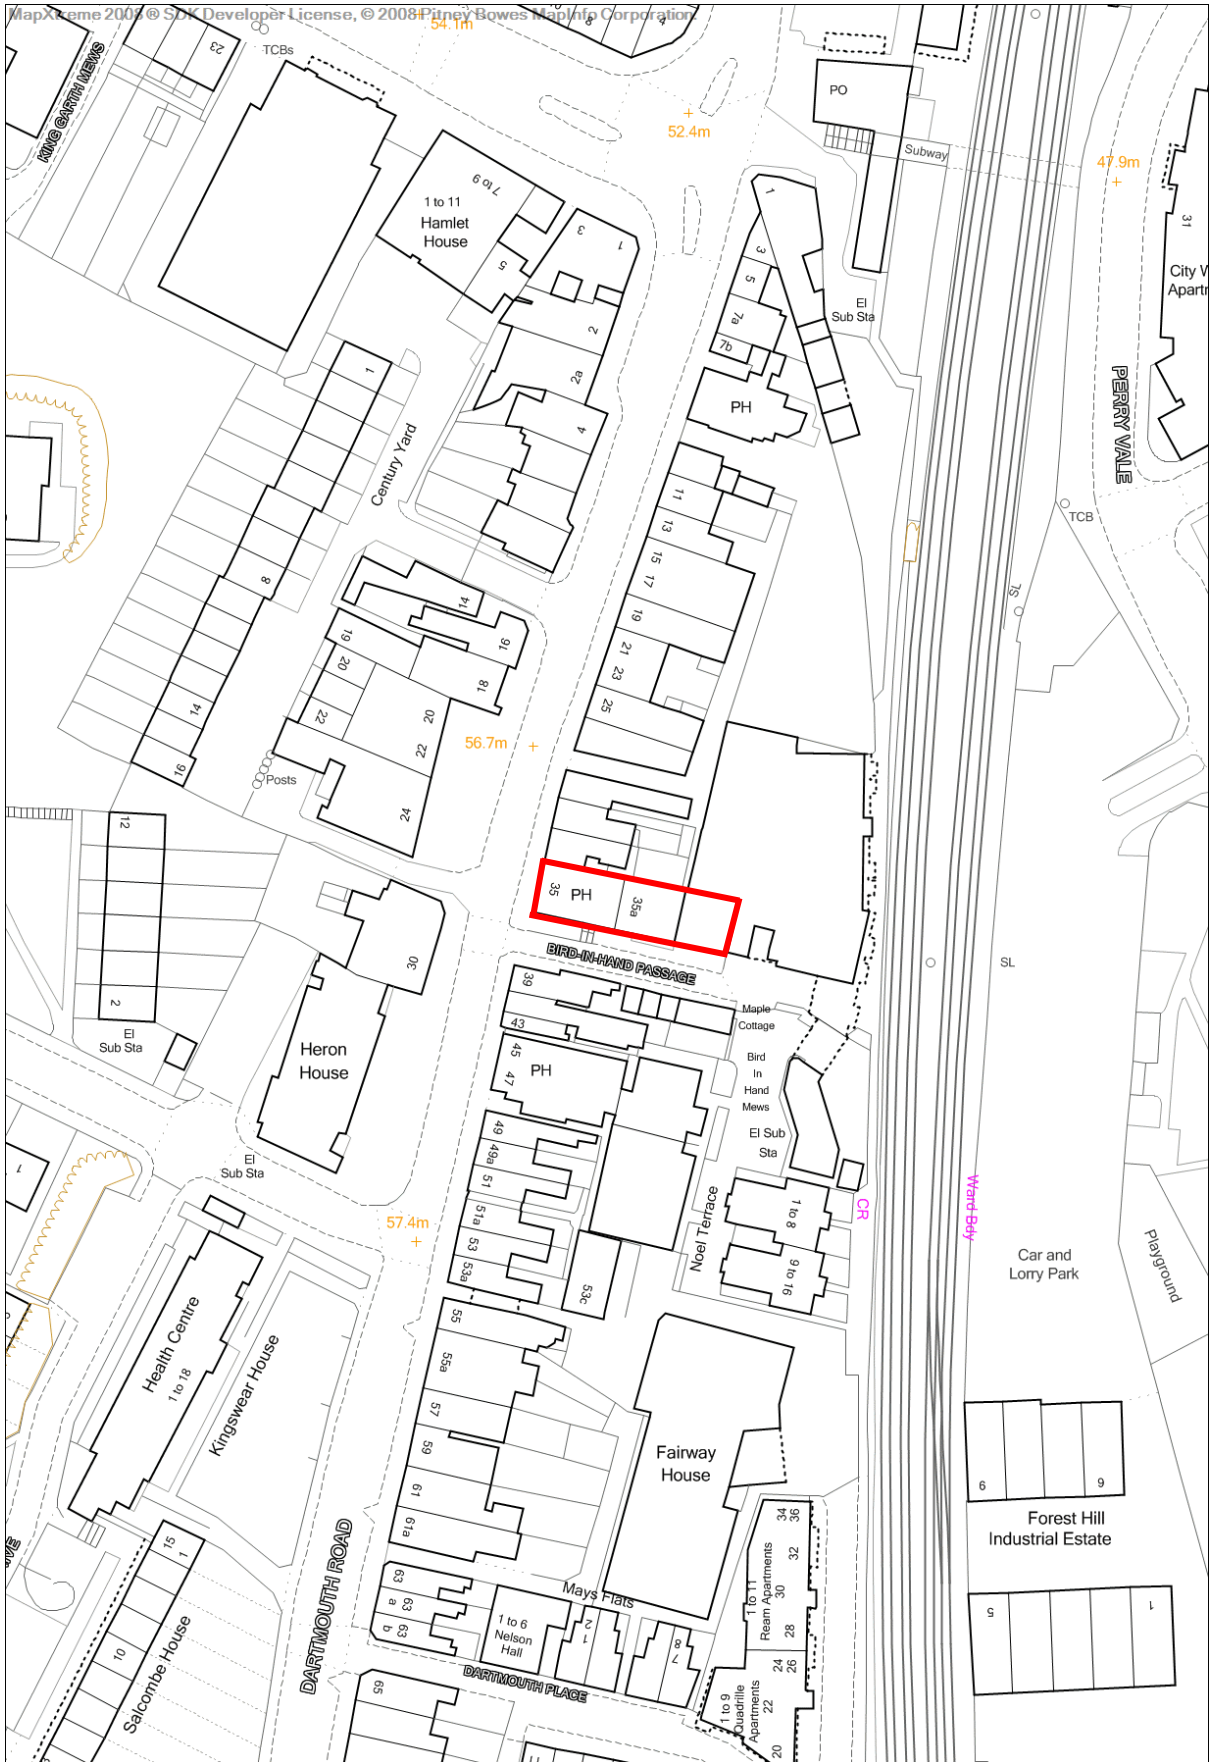 MapXtreme 2008 ® SDK Developer License, © 2008 Pitney Bowes MapInfo Corporation.
54.1m
8
4
TCBs
23
KING GARTH MEWS
PO
52.4m
Subway
47.9m
31
7 to 9
1 to 11
Hamlet
House
3
1
5
1
3
5
7a
7b
City
El
Sub Sta
2
2a
4
1
PH
PERRY VALE
Century Yard
11
13
15
17
19
21
23
25
TCB
SL
8
14
16
18
19
20
22
20
22
24
14
16
56.7m
Posts
12
2
El
Sub Sta
30
Heron
House
35
PH
35a
BIRD-IN-HAND PASSAGE
SL
39
43
45
47
PH
Maple
Cottage
Bird
In
Hand
Mews
El Sub
Sta
49
49a
51
51a
53
53a
53c
Noel Terrace
1 to 8
9 to 16
CR
Ward Bdy
Car and
Lorry Park
Playground
El
Sub Sta
1
57.4m
Health Centre
1 to 18
Kingswear House
55
55a
57
59
61
61a
Fairway
House
9
6
Forest Hill
Industrial Estate
5
1
DARTMOUTH ROAD
15
1
10
Salcombe House
63
63
a
63
b
Mays Flats
1 to 6
Nelson
Hall
2
1
8
7
DARTMOUTH PLACE
65
34
36
32
30
28
1 to 11
Ream Apartments
24
26
22
20
1 to 9
Quadrille
Apartments